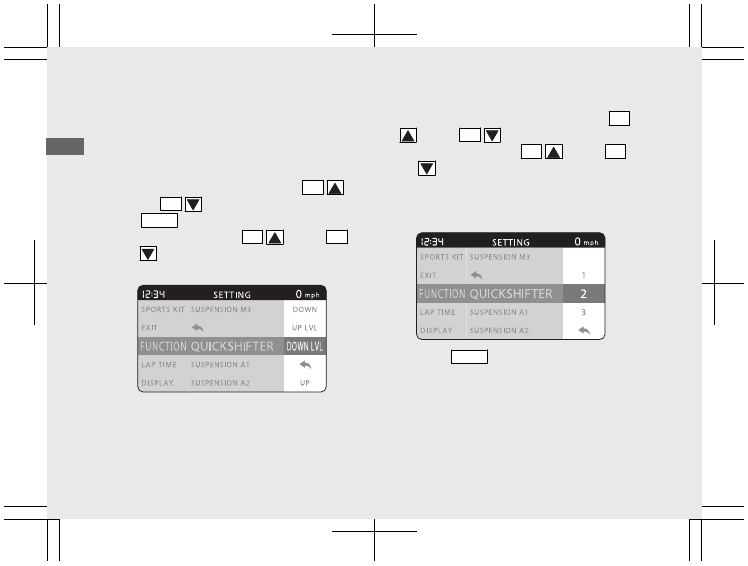 12:34 SETTING 0 mph
SPORTS KIT SUSPENSION M3 DOWN
EXIT UP LVL
FUNCTION QUICKSHIFTER DOWN LVL
LAP TIME SUSPENSION A1
DISPLAY SUSPENSION A2 UP
12:34 SETTING 0 mph
SPORTS KIT SUSPENSION M3
EXIT 1
FUNCTION QUICKSHIFTER 2
LAP TIME SUSPENSION A1 3
DISPLAY SUSPENSION A2